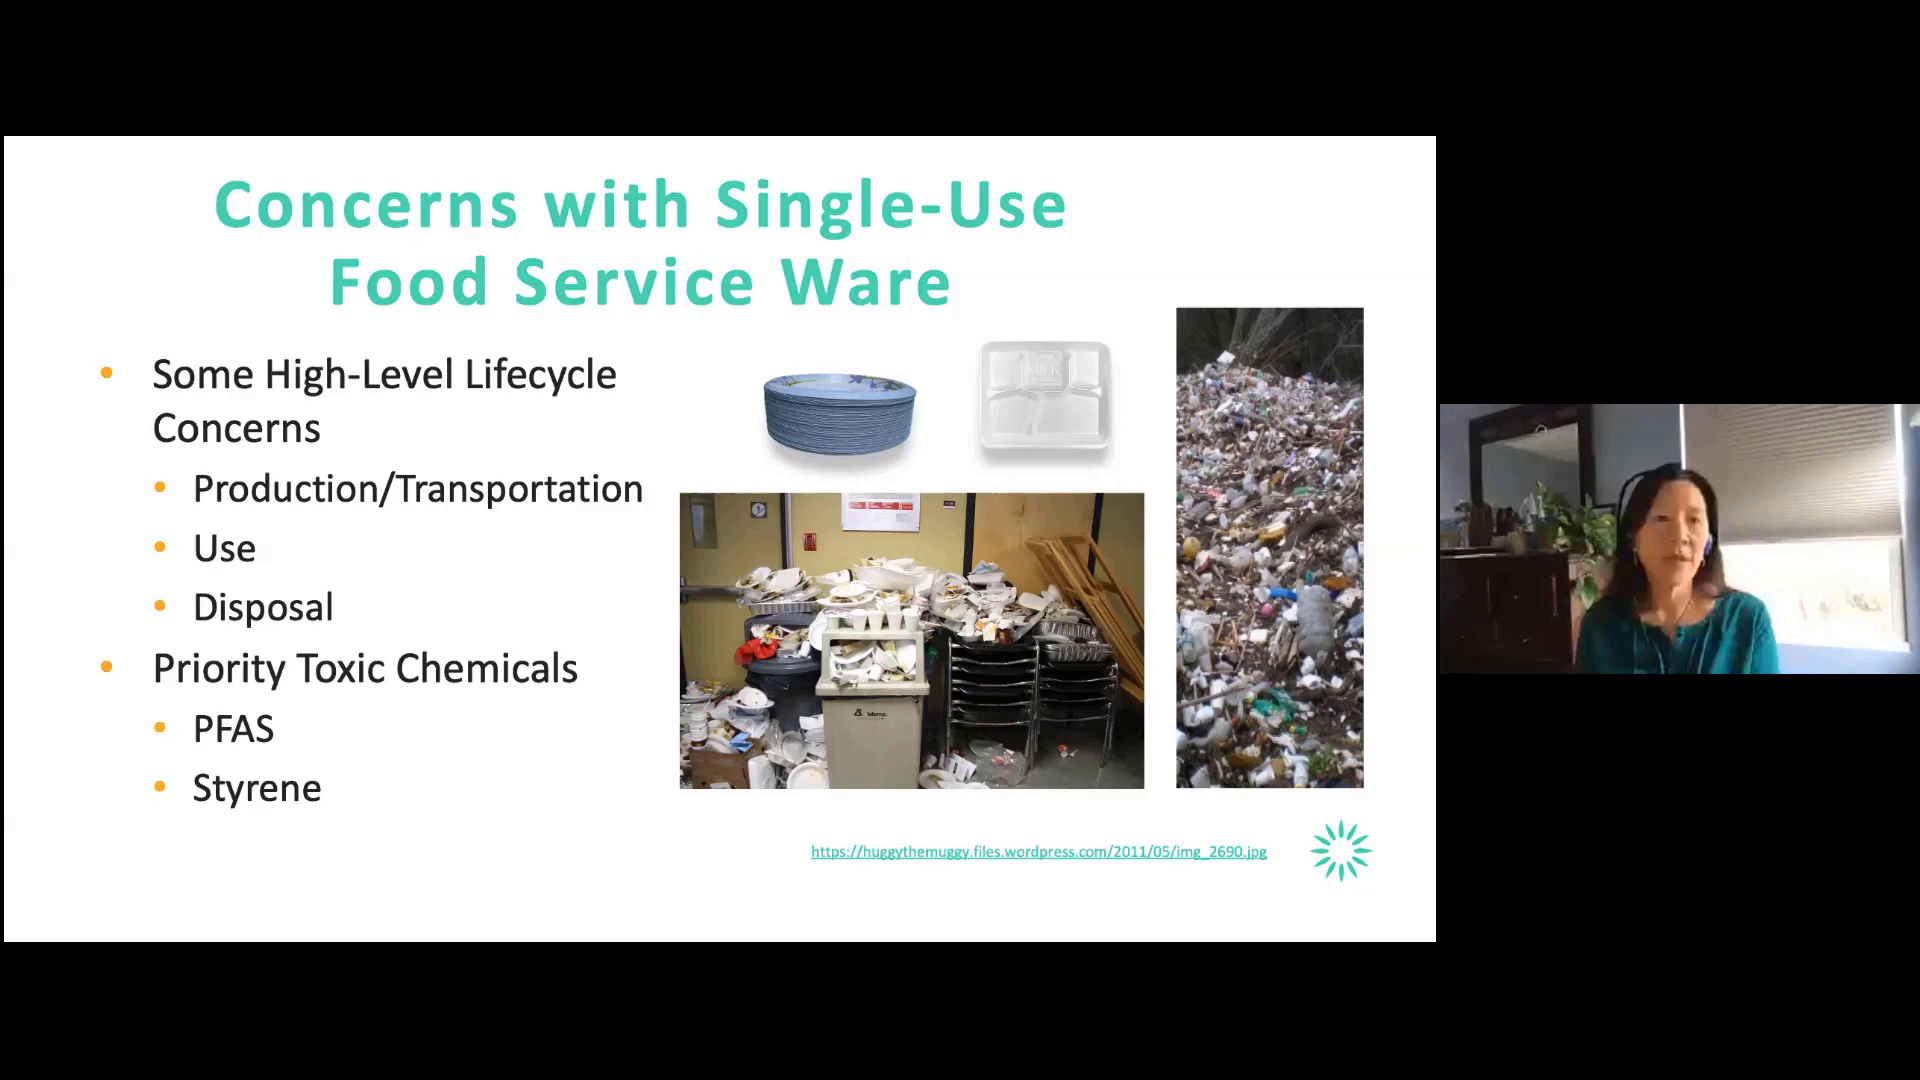 Concerns with Single-Use
Food Service Ware
• Some High-Level Lifecycle
Concerns
• Production/Transportation
• Use
• Disposal
• Priority Toxic Chemicals
• PFAS
• Styrene
https://huggythemuggy.files.wordpress.com/2011/05/img_2690.jpg